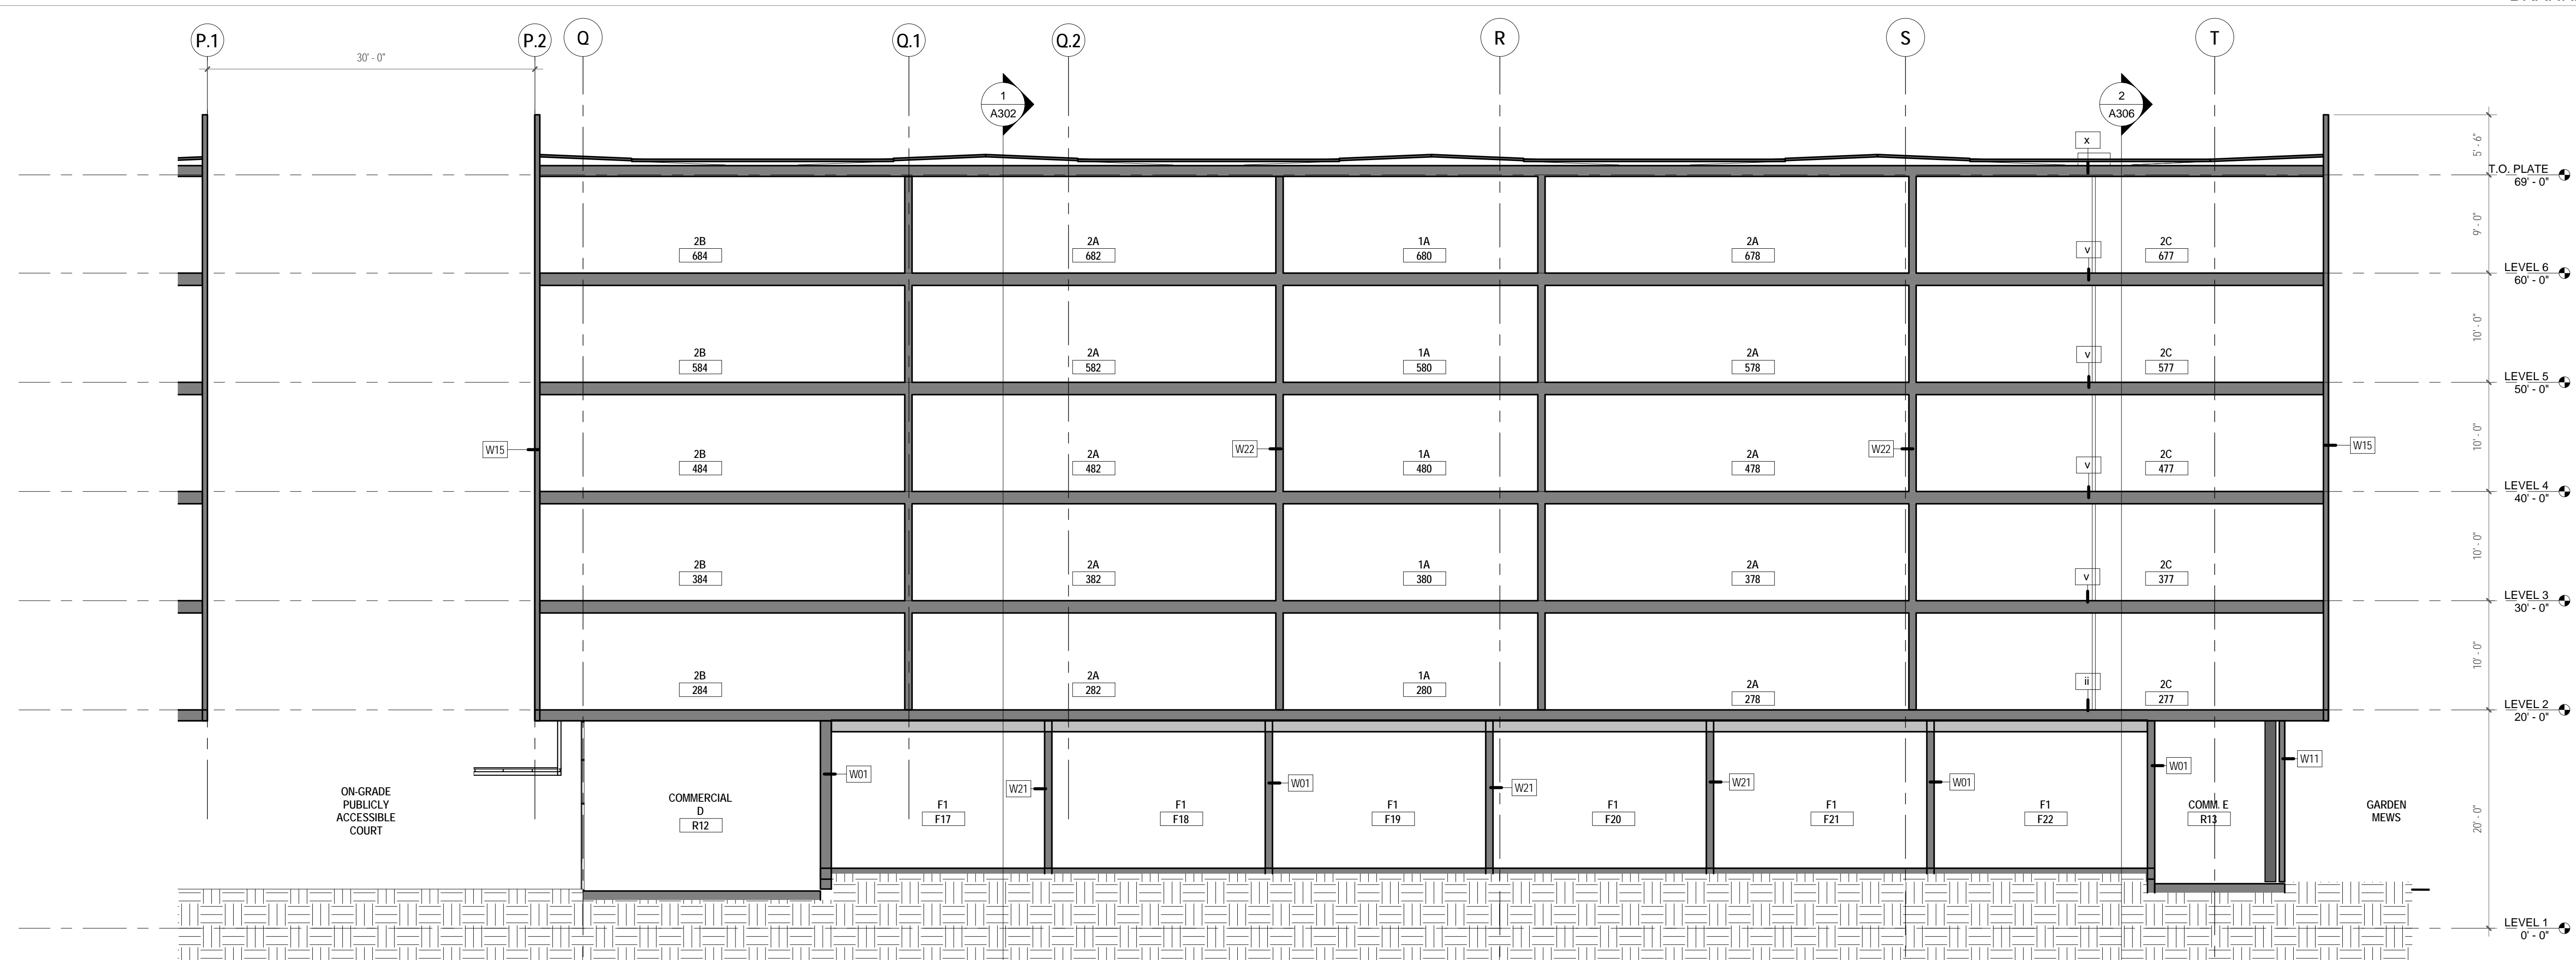 P.1
P.2
Q
Q.1
Q.2
R
S
T
30' - 0"
1
A302
2
A306
x
5' - 6"
T.O. PLATE
69' - 0"
9' - 0"
2B
684
2A
682
1A
680
2A
678
v
2C
677
LEVEL 6
60' - 0"
10' - 0"
2B
584
2A
582
1A
580
2A
578
v
2C
577
LEVEL 5
50' - 0"
10' - 0"
W15
2B
484
2A
482
W22
1A
480
2A
478
W22
v
2C
477
W15
LEVEL 4
40' - 0"
10' - 0"
2B
384
2A
382
1A
380
2A
378
v
2C
377
LEVEL 3
30' - 0"
10' - 0"
2B
284
2A
282
1A
280
2A
278
ii
2C
277
LEVEL 2
20' - 0"
20' - 0"
ON-GRADE
PUBLICLY
ACCESSIBLE
COURT
COMMERCIAL
D
R12
W01
F1
F17
W21
F1
F18
W01
F1
F19
W21
F1
F20
W21
F1
F21
W01
F1
F22
W01
COMM. E
R13
W11
GARDEN
MEWS
LEVEL 1
0' - 0"